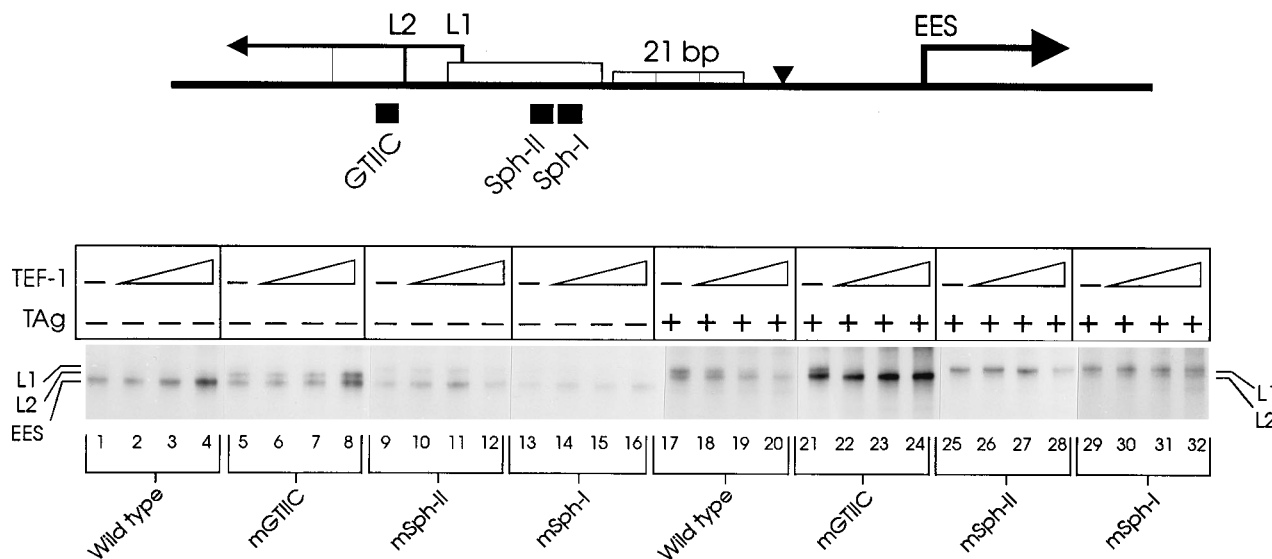 L2 L1 EES
21 bp
GTIIC Sph-II Sph-I
TEF-1 – – – – – – – –
TAg – – – – – – – – – – – – – – – – + + + + + + + + + + + + + + + +
L1
L2
EES
L1
L2
1 2 3 4 5 6 7 8 9 10 11 12 13 14 15 16 17 18 19 20 21 22 23 24 25 26 27 28 29 30 31 32
Wild type mGTIIC mSph-II mSph-I Wild type mGTIIC mSph-II mSph-I